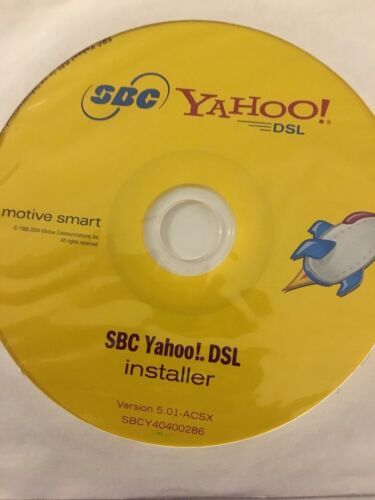 SBC YAHOO!®
DSL
motive smart
All rights reserved
SBC Yahoo!® DSL
installer
Version 5.01-ACSX
SBCY40400286